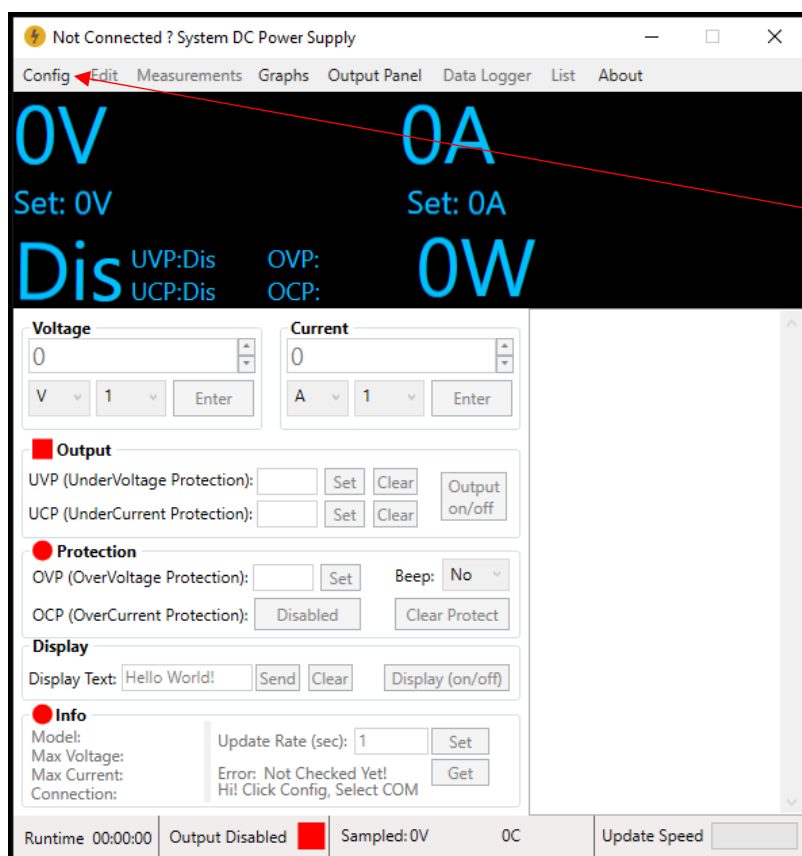 Not Connected ? System DC Power Supply
Config Edit Measurements Graphs Output Panel Data Logger List About
0V 0A
Set: 0V Set: 0A
Dis UVP:Dis OVP: 0W
UCP:Dis OCP:
Voltage Current
0 0
V 1 Enter A 1 Enter
Output
UVP (UnderVoltage Protection): Set Clear Output on/off
UCP (UnderCurrent Protection): Set Clear
Protection
OVP (OverVoltage Protection): Set Beep: No
OCP (OverCurrent Protection): Disabled Clear Protect
Display
Display Text: Hello World! Send Clear Display (on/off)
Info
Model: Update Rate (sec): 1 Set
Max Voltage:
Max Current: Error: Not Checked Yet! Get
Connection: Hi! Click Config, Select COM
Runtime 00:00:00 Output Disabled Sampled: 0V 0C Update Speed